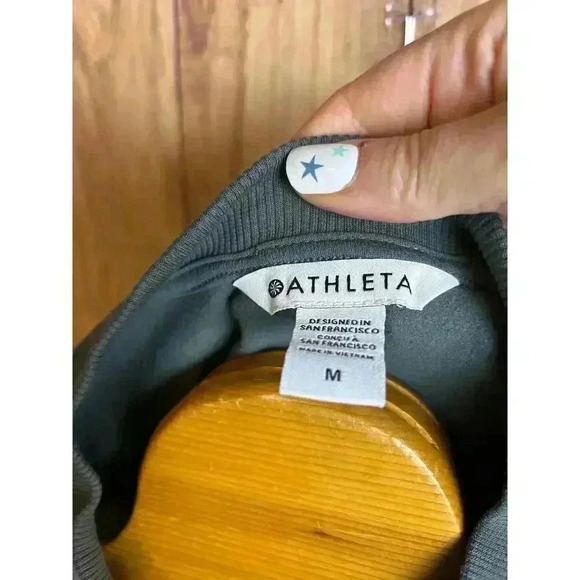 ATHLETA
DESIGNED IN
SAN FRANCISCO
CONÇU À
SAN FRANCISCO
MADE IN VIETNAM
M